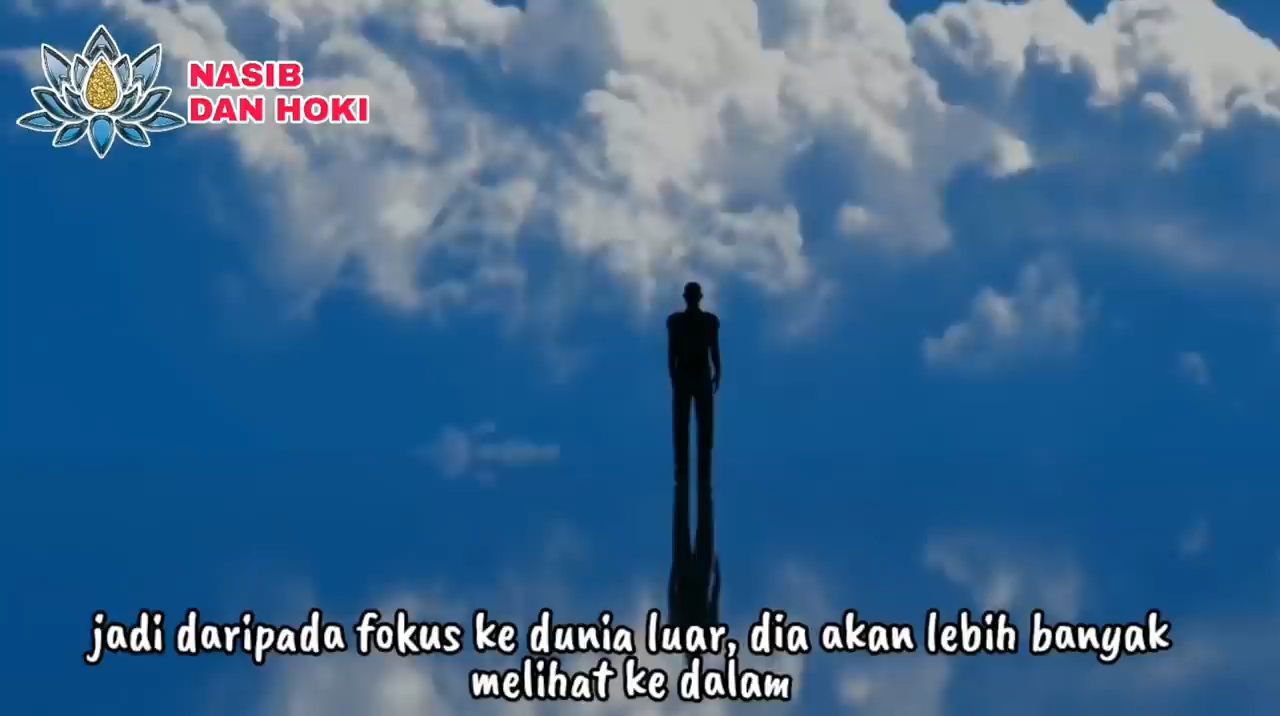 NASIB
DAN HOKI
jadi daripada fokus ke dunia luar, dia akan lebih banyak
melihat ke dalam